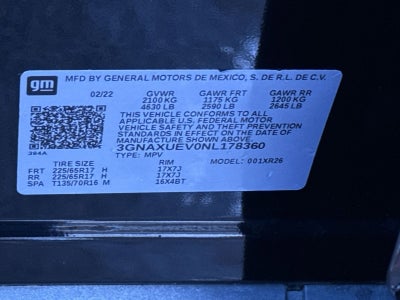 gm
MFD BY GENERAL MOTORS DE MEXICO, S. DE R.L. DE C.V.
02/22 GVWR GAWR FRT GAWR RR
2100 KG 1175 KG 1200 KG
4630 LB 2590 LB 2645 LB
THIS VEHICLE CONFORMS TO ALL
APPLICABLE U.S. FEDERAL MOTOR
VEHICLE SAFETY AND THEFT PREVENTION
STANDARDS IN EFFECT ON THE DATE OF
MANUFACTURE SHOWN ABOVE.
394A
3GNAXUEV0NL178360
TYPE: MPV MODEL: 001XR26
TIRE SIZE RIM
FRT 225/65R17 H 17X7J
RR 225/65R17 H 17X7J
SPA T135/70R16 M 16X4BT